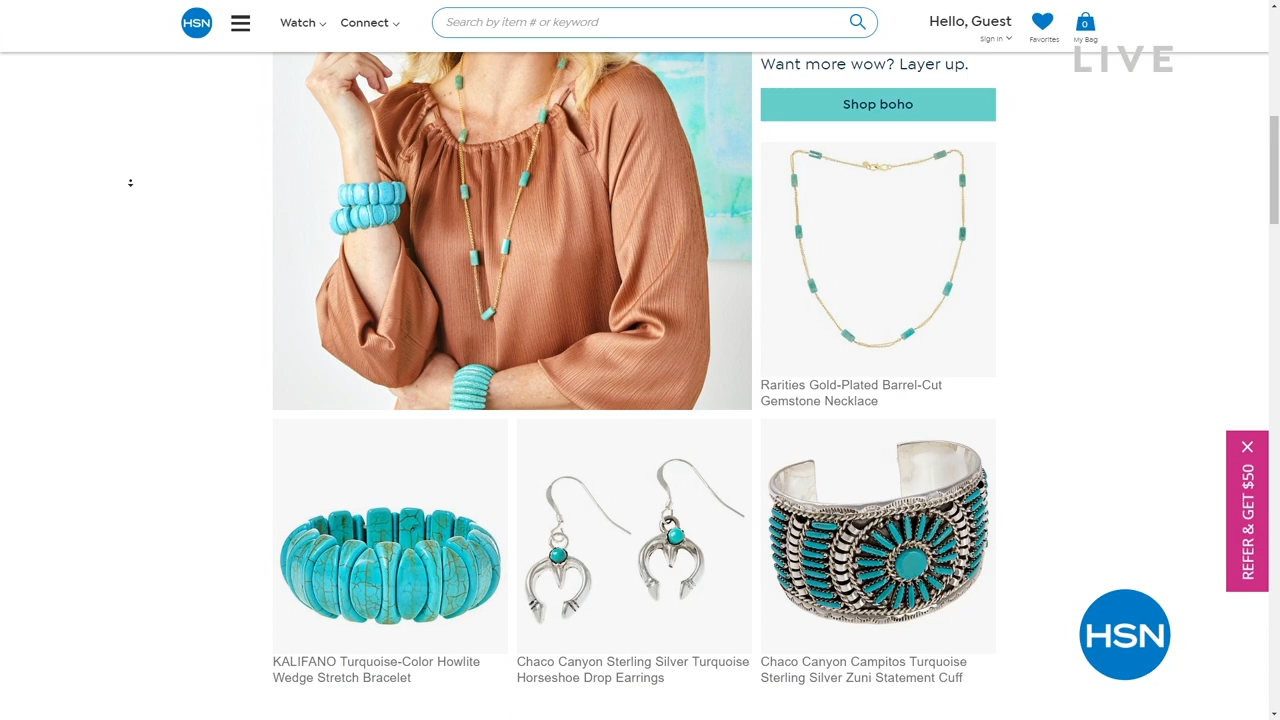 HSN
Watch
Connect
Search by item # or keyword
Hello, Guest
Sign In
Favorites
0
My Bag
LIVE
Want more wow? Layer up.
Shop boho
Rarities Gold-Plated Barrel-Cut
Gemstone Necklace
REFER & GET $50
HSN
KALIFANO Turquoise-Color Howlite
Wedge Stretch Bracelet
Chaco Canyon Sterling Silver Turquoise
Horseshoe Drop Earrings
Chaco Canyon Campitos Turquoise
Sterling Silver Zuni Statement Cuff